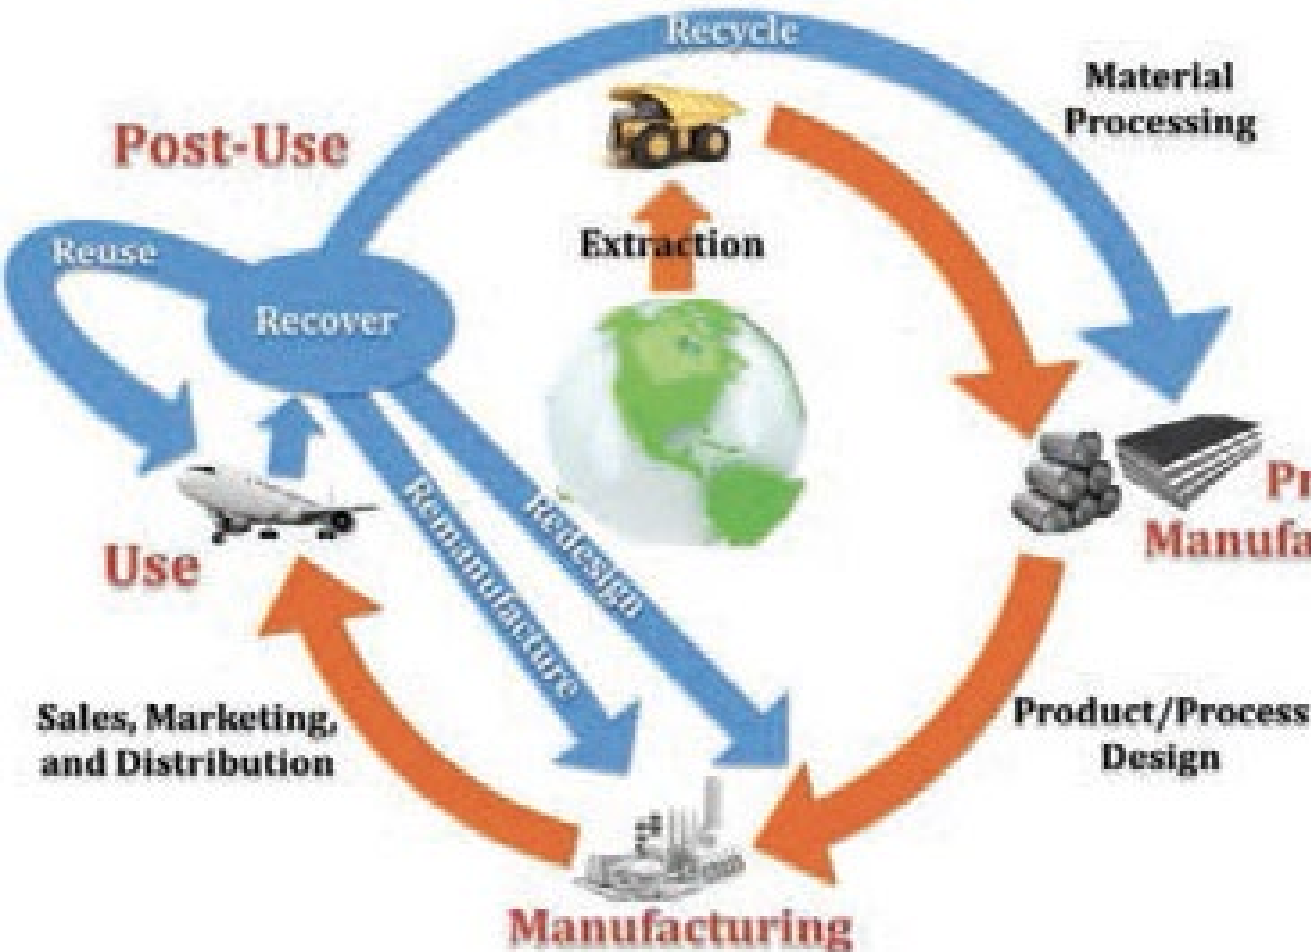 Recycle
Material
Processing
Post-Use
Reuse
Extraction
Recover
Use
Remanufacture
Redesign
Manufa
Sales, Marketing,
and Distribution
Product/Process
Design
Manufacturing